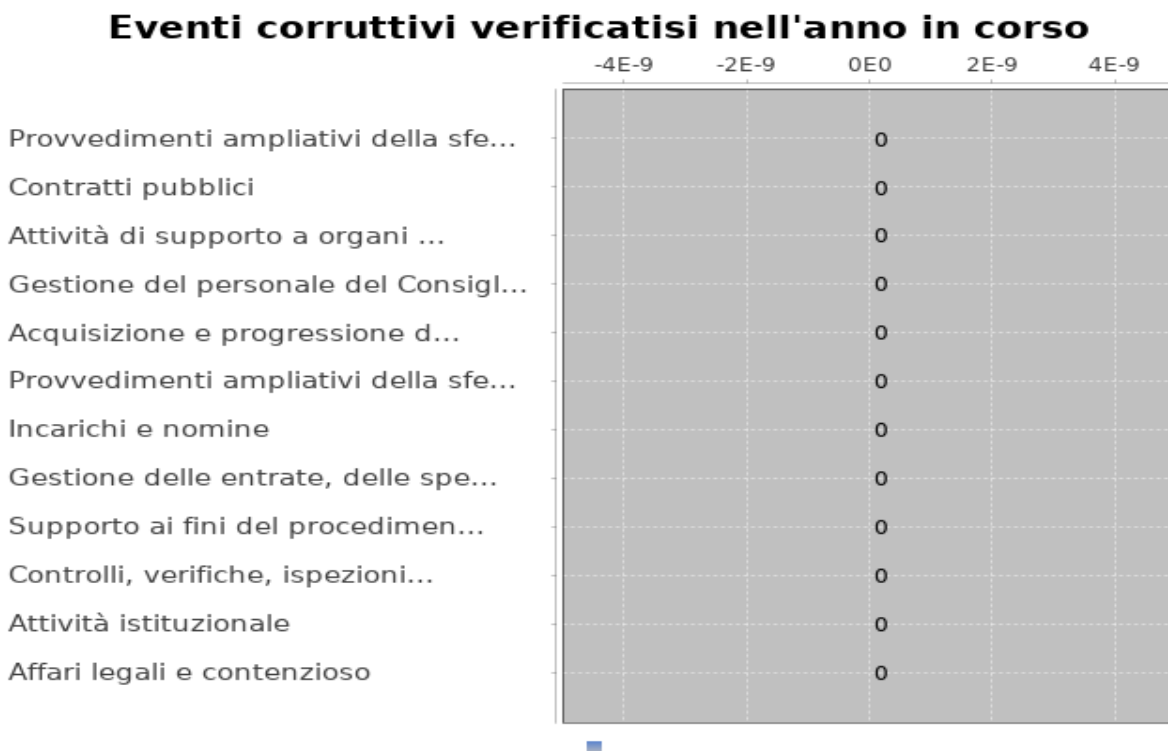 Eventi corruttivi verificatisi nell'anno in corso
-4E-9 -2E-9 0E0 2E-9 4E-9
Provvedimenti ampliativi della sfe... 0
Contratti pubblici 0
Attività di supporto a organi ... 0
Gestione del personale del Consigl... 0
Acquisizione e progressione d... 0
Provvedimenti ampliativi della sfe... 0
Incarichi e nomine 0
Gestione delle entrate, delle spe... 0
Supporto ai fini del procedimen... 0
Controlli, verifiche, ispezioni... 0
Attività istituzionale 0
Affari legali e contenzioso 0